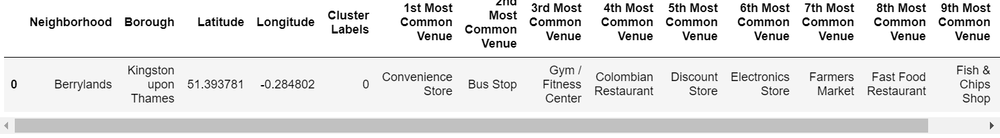 Neighborhood
Borough
Latitude
Longitude
Cluster
Labels
1st Most
Common
Venue
2nd
Most
Common
Venue
3rd Most
Common
Venue
4th Most
Common
Venue
5th Most
Common
Venue
6th Most
Common
Venue
7th Most
Common
Venue
8th Most
Common
Venue
9th Most
Common
Venue
0
Berrylands
Kingston
upon
Thames
51.393781
-0.284802
0
Convenience
Store
Bus Stop
Gym /
Fitness
Center
Colombian
Restaurant
Discount
Store
Electronics
Store
Farmers
Market
Fast Food
Restaurant
Fish &
Chips
Shop